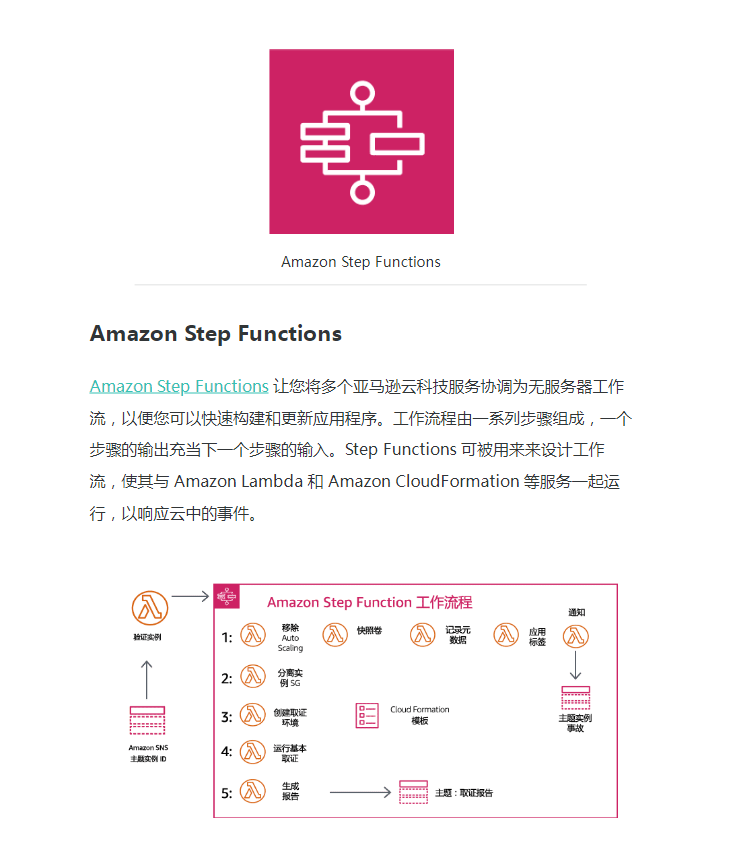 Amazon Step Functions
Amazon Step Functions
Amazon Step Functions 让您将多个亚马逊云科技服务协调为无服务器工作
流，以便您可以快速构建和更新应用程序。工作流程由一系列步骤组成，一个
步骤的输出充当下一个步骤的输入。Step Functions 可被用来来设计工作
流，使其与 Amazon Lambda 和 Amazon CloudFormation 等服务一起运
行，以响应云中的事件。
Amazon Step Function 工作流程
验证实例
Amazon SNS
主题实例 ID
1:
移除
Auto
Scaling
快照卷
记录元
数据
应用
标签
通知
2:
分离实
例 SG
3:
创建取证
环境
Cloud Formation
模板
主题实例
事故
4:
运行基本
取证
5:
生成
报告
主题：取证报告